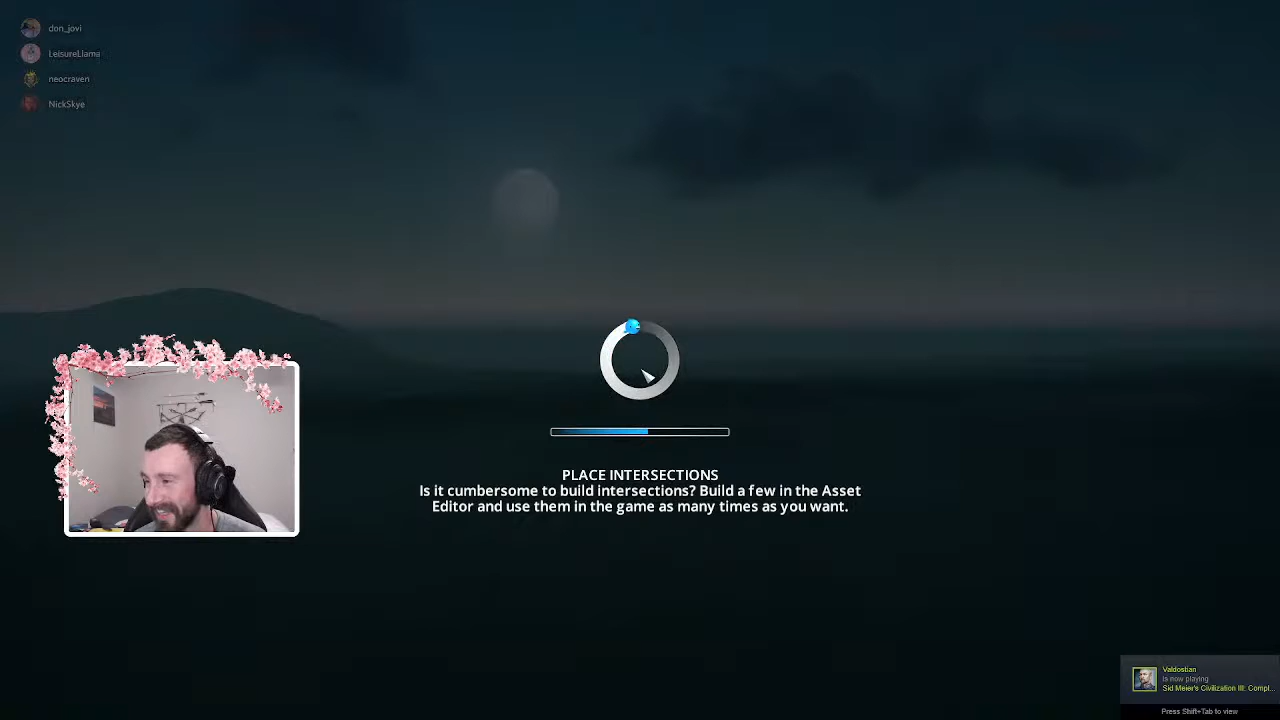 don_jovi
LeisureLlama
neocraven
NickSkye
PLACE INTERSECTIONS
Is it cumbersome to build intersections? Build a few in the Asset
Editor and use them in the game as many times as you want.
Valdostian
is now playing
Sid Meier's Civilization III: Compl...
Press Shift+Tab to view